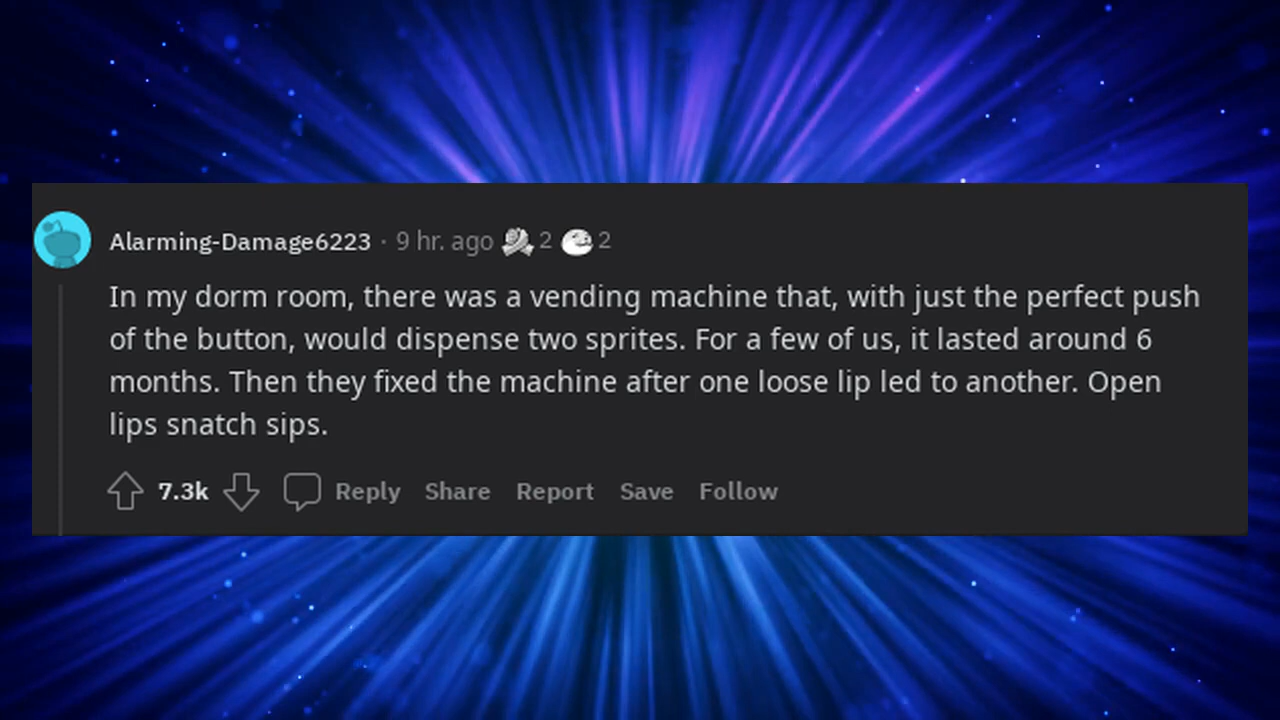 Alarming-Damage6223 · 9 hr. ago 2 2
In my dorm room, there was a vending machine that, with just the perfect push
of the button, would dispense two sprites. For a few of us, it lasted around 6
months. Then they fixed the machine after one loose lip led to another. Open
lips snatch sips.
7.3k Reply Share Report Save Follow